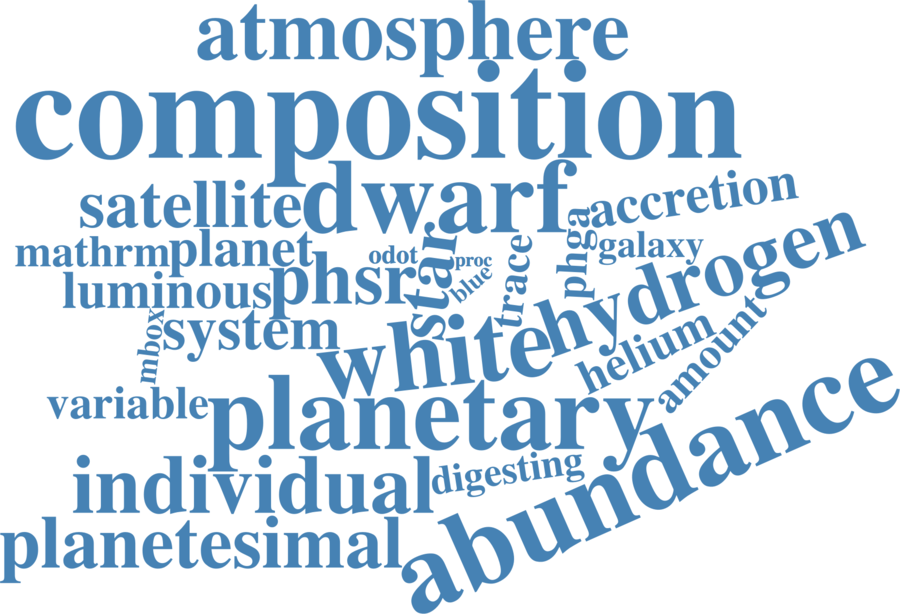 atmosphere
composition
satellite dwarf accretion
mathrm planet odot star proc blue trace phga galaxy
luminous phsr hydrogen
mbox system white helium amount
variable planetary
individual digesting abundance
planetesimal